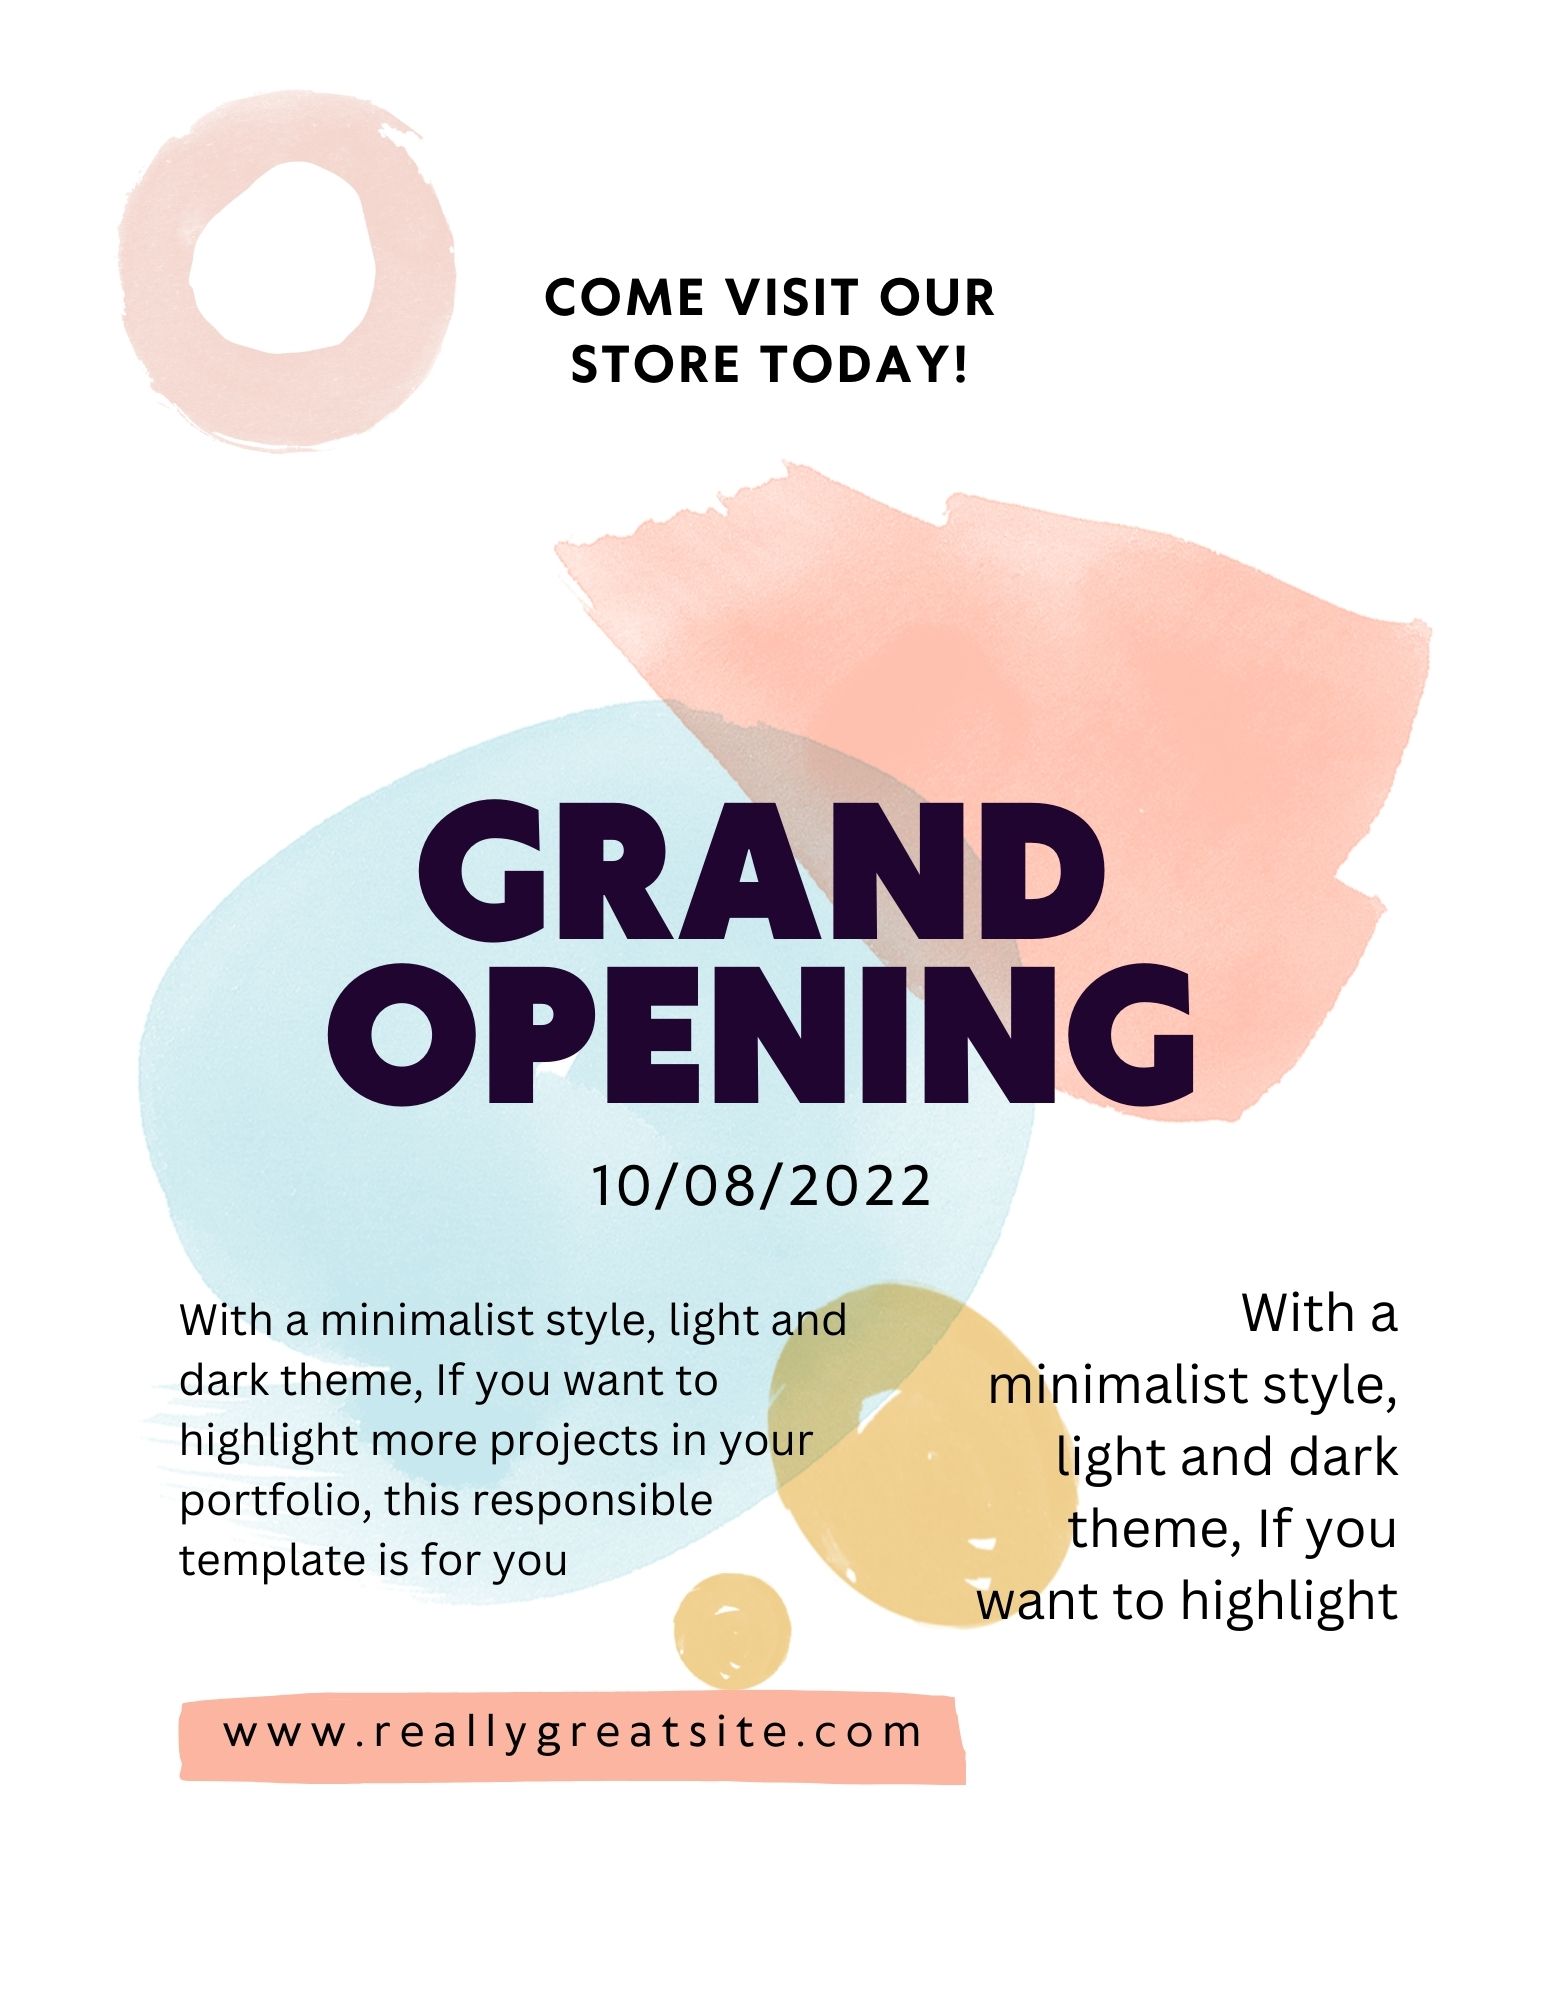 COME VISIT OUR
STORE TODAY!
GRAND
OPENING
10/08/2022
With a minimalist style, light and
dark theme, If you want to
highlight more projects in your
portfolio, this responsible
template is for you
With a
minimalist style,
light and dark
theme, If you
want to highlight
www.reallygreatsite.com